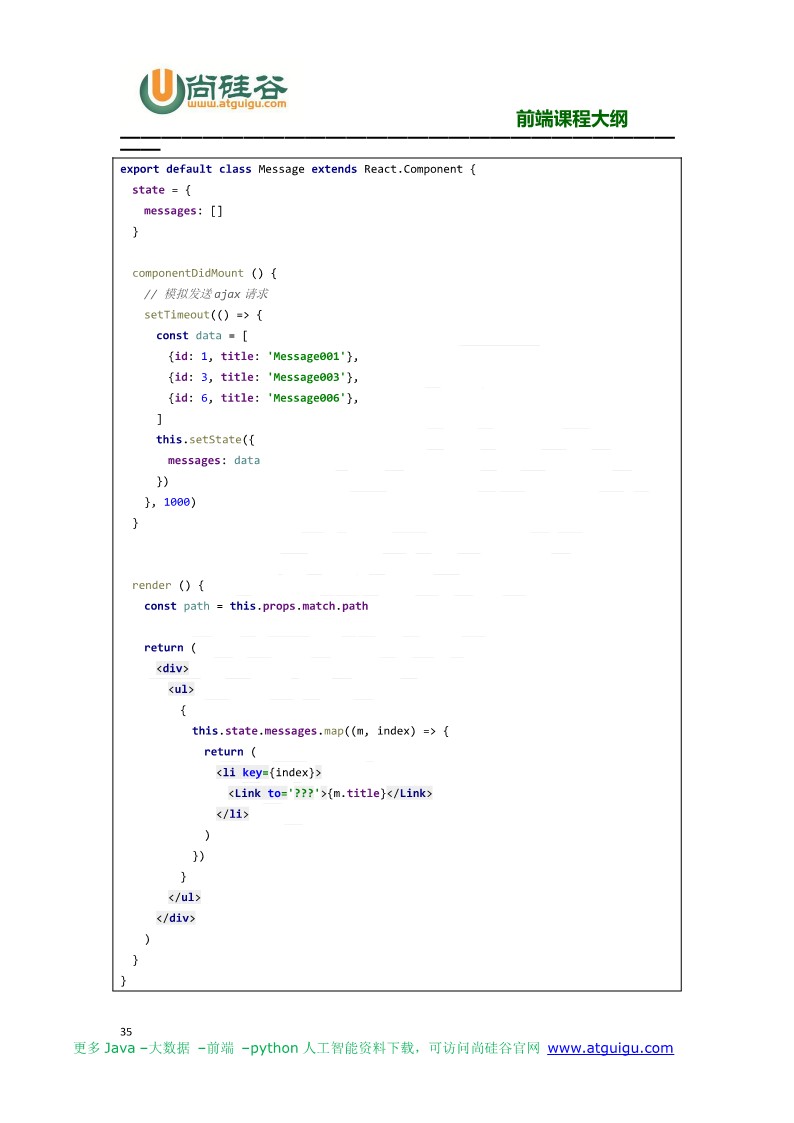 尚硅谷
www.atguigu.com
前端课程大纲
export default class Message extends React.Component {
  state = {
    messages: []
  }

  componentDidMount () {
    // 模拟发送 ajax 请求
    setTimeout(() => {
      const data = [
        {id: 1, title: 'Message001'},
        {id: 3, title: 'Message003'},
        {id: 6, title: 'Message006'},
      ]
      this.setState({
        messages: data
      })
    }, 1000)
  }

  render () {
    const path = this.props.match.path

    return (
      <div>
        <ul>
          {
            this.state.messages.map((m, index) => {
              return (
                <li key={index}>
                  <Link to='???'>{m.title}</Link>
                </li>
              )
            })
          }
        </ul>
      </div>
    )
  }
}
35
更多 Java –大数据 –前端 –python 人工智能资料下载，可访问尚硅谷官网 www.atguigu.com